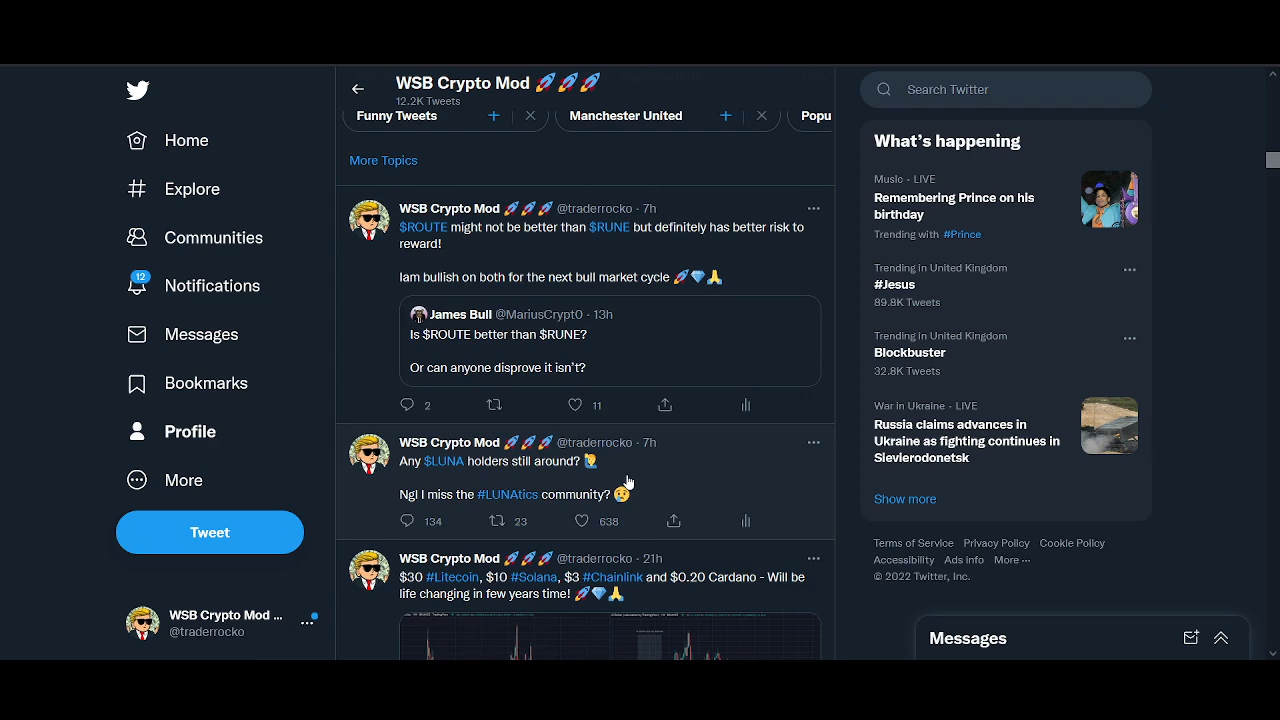 Home
Explore
Communities
12
Notifications
Messages
Bookmarks
Profile
More
Tweet
WSB Crypto Mod ...
@traderrocko
WSB Crypto Mod 🚀🚀🚀
12.2K Tweets
Funny Tweets
Manchester United
Popu
More Topics
WSB Crypto Mod 🚀🚀🚀 @traderrocko · 7h
$ROUTE might not be better than $RUNE but definitely has better risk to
reward!
Iam bullish on both for the next bull market cycle 🚀💎🙏
James Bull @MariusCrypt0 · 13h
Is $ROUTE better than $RUNE?
Or can anyone disprove it isn't?
2 11
WSB Crypto Mod 🚀🚀🚀 @traderrocko · 7h
Any $LUNA holders still around? 🙋‍♂️
Ngl I miss the #LUNAtics community? 😢
134 23 638
WSB Crypto Mod 🚀🚀🚀 @traderrocko · 21h
$30 #Litecoin, $10 #Solana, $3 #Chainlink and $0.20 Cardano - Will be
life changing in few years time! 🚀💎🙏
Search Twitter
What's happening
Music · LIVE
Remembering Prince on his
birthday
Trending with #Prince
Trending in United Kingdom
#Jesus
89.8K Tweets
Trending in United Kingdom
Blockbuster
32.8K Tweets
War in Ukraine · LIVE
Russia claims advances in
Ukraine as fighting continues in
Slevlerodonetsk
Show more
Terms of Service Privacy Policy Cookie Policy
Accessibility Ads info More ···
© 2022 Twitter, Inc.
Messages